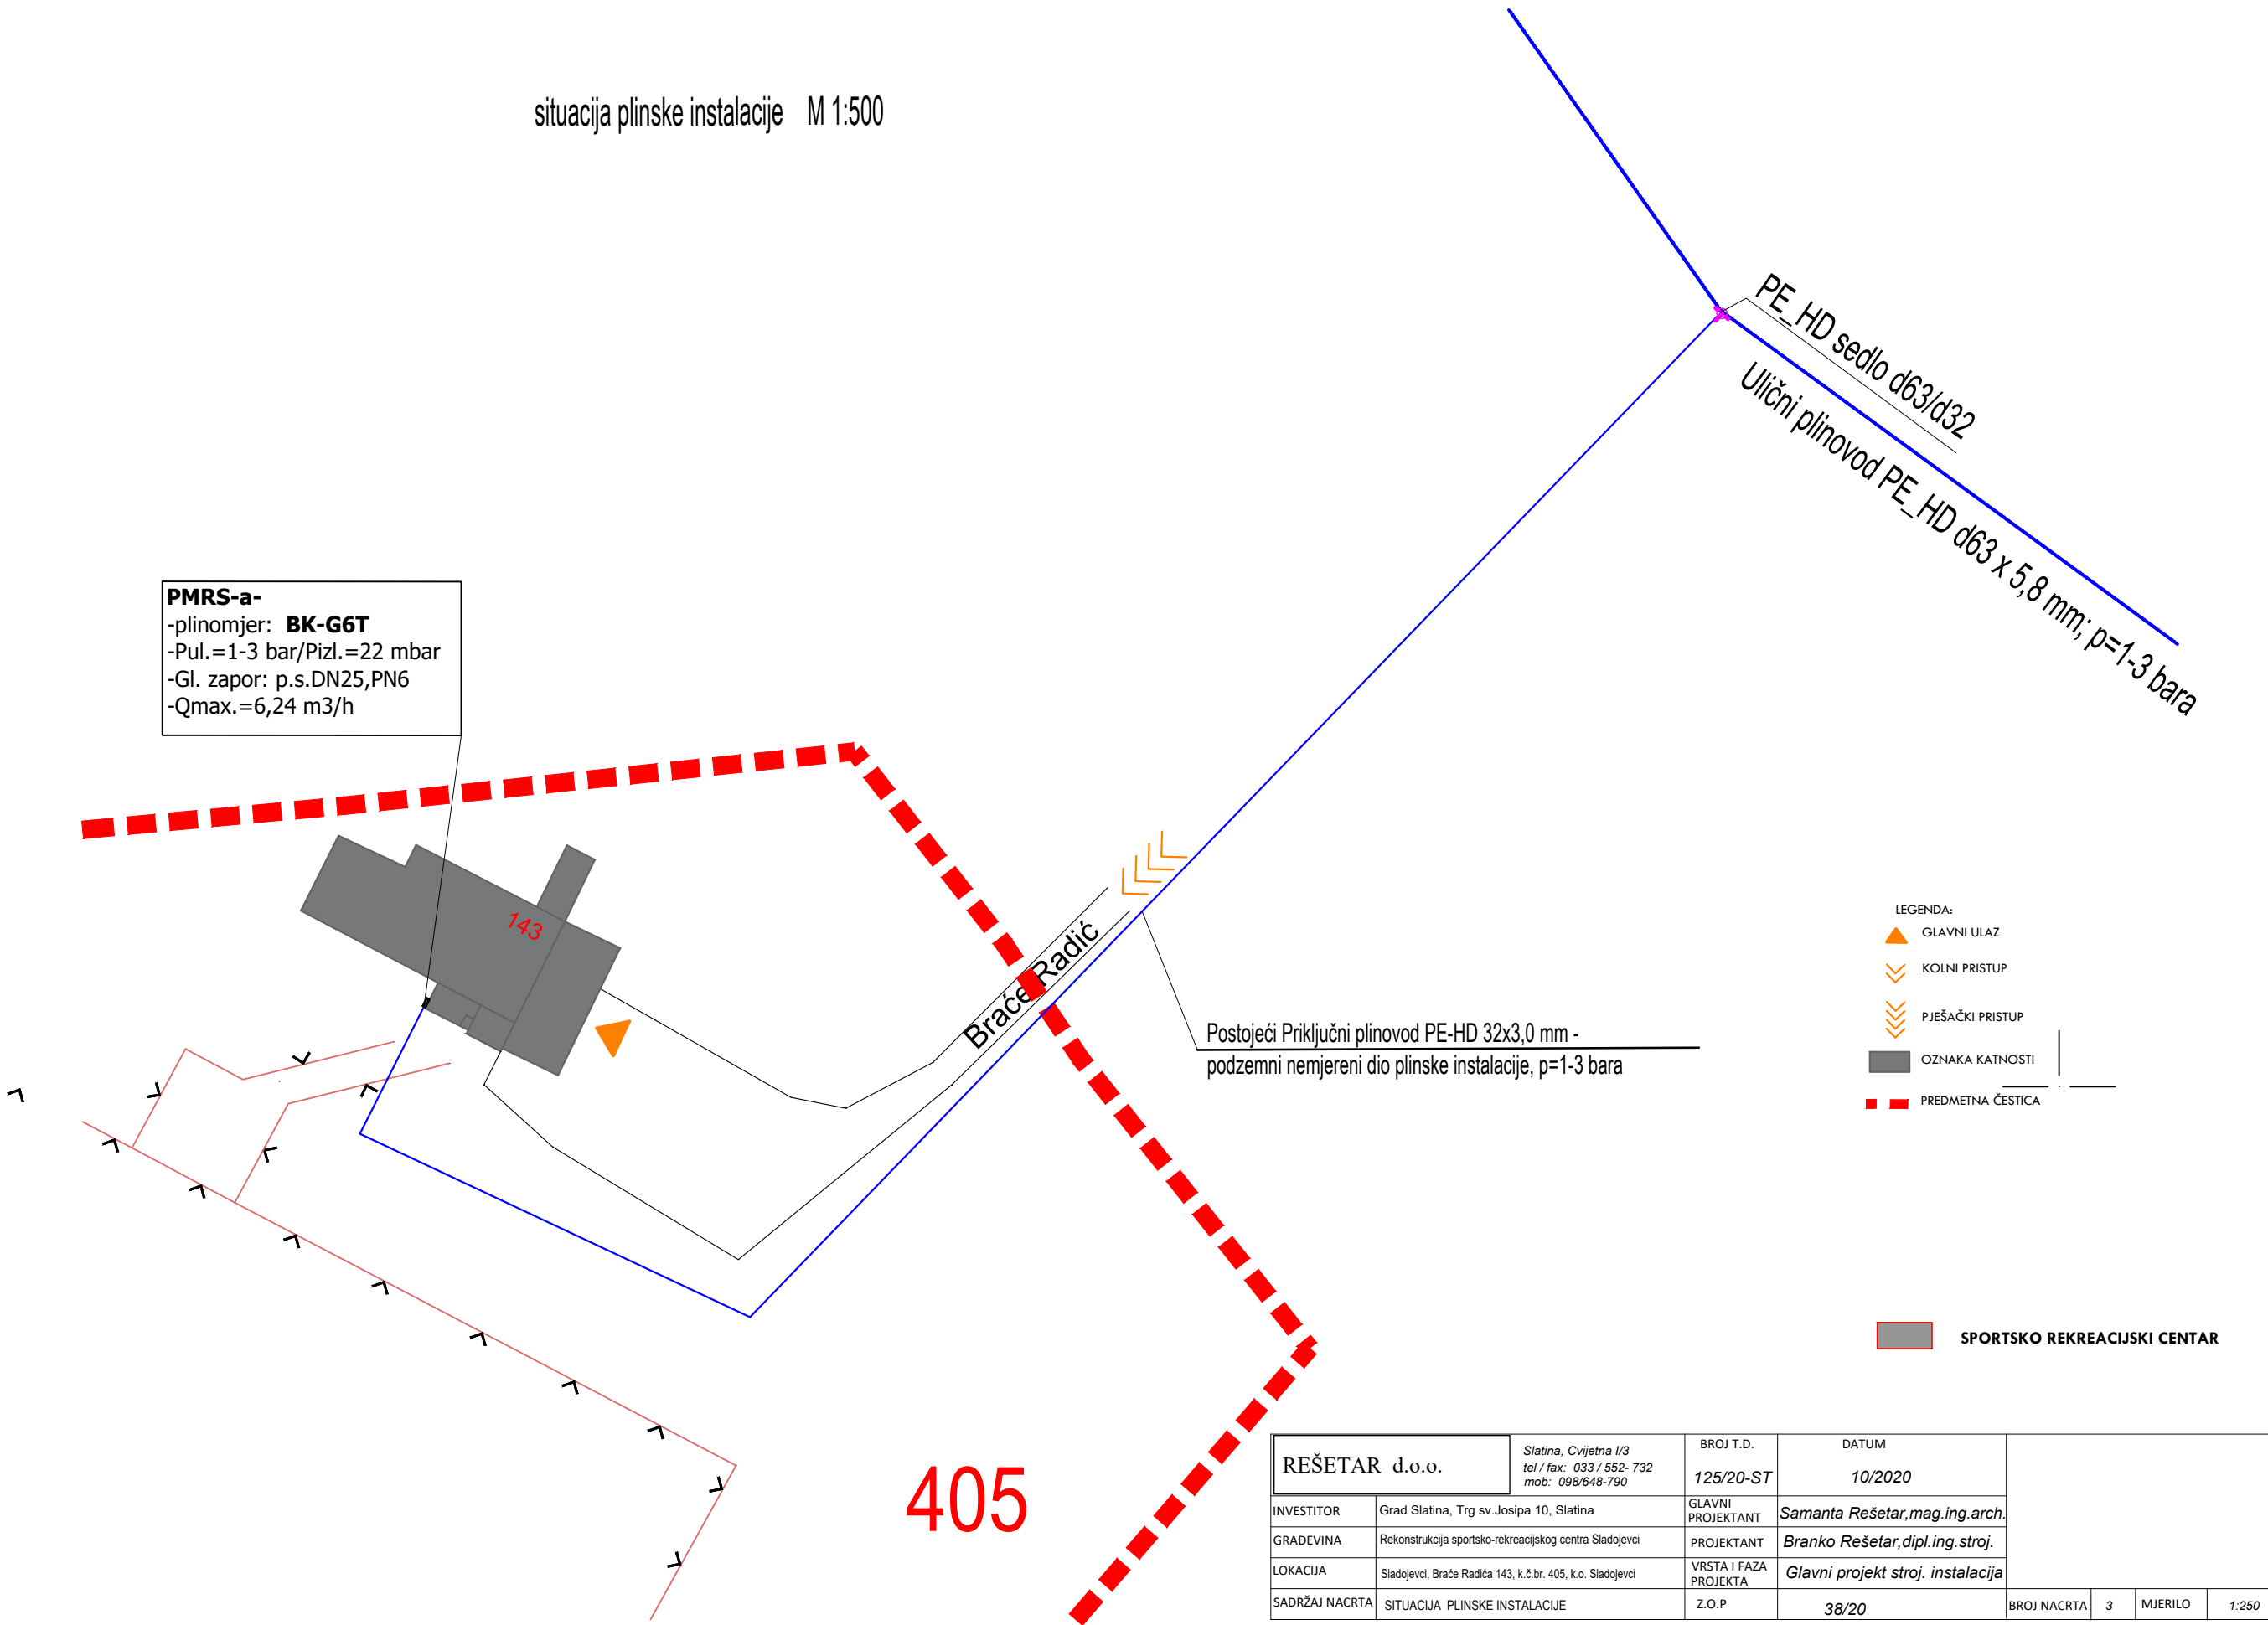 situacija plinske instalacije M 1:500
PE_HD sedlo d63/d32
Ulični plinovod PE_HD d63 x 5,8 mm; p=1-3 bara
PMRS-a-
-plinomjer: BK-G6T
-Pul.=1-3 bar/Pizl.=22 mbar
-Gl. zapor: p.s.DN25,PN6
-Qmax.=6,24 m3/h
143
Braće Radić
Postojeći Priključni plinovod PE-HD 32x3,0 mm -
podzemni nemjereni dio plinske instalacije, p=1-3 bara
LEGENDA:
GLAVNI ULAZ
KOLNI PRISTUP
PJEŠAČKI PRISTUP
OZNAKA KATNOSTI
PREDMETNA ČESTICA
SPORTSKO REKREACIJSKI CENTAR
405
REŠETAR d.o.o.
Slatina, Cvijetna I/3
tel / fax: 033 / 552- 732
mob: 098/648-790
BROJ T.D.
125/20-ST
DATUM
10/2020
INVESTITOR
Grad Slatina, Trg sv.Josipa 10, Slatina
GLAVNI
PROJEKTANT
Samanta Rešetar,mag.ing.arch.
GRAĐEVINA
Rekonstrukcija sportsko-rekreacijskog centra Sladojevci
PROJEKTANT
Branko Rešetar,dipl.ing.stroj.
LOKACIJA
Sladojevci, Braće Radića 143, k.č.br. 405, k.o. Sladojevci
VRSTA I FAZA
PROJEKTA
Glavni projekt stroj. instalacija
SADRŽAJ NACRTA
SITUACIJA PLINSKE INSTALACIJE
Z.O.P
38/20
BROJ NACRTA
3
MJERILO
1:250